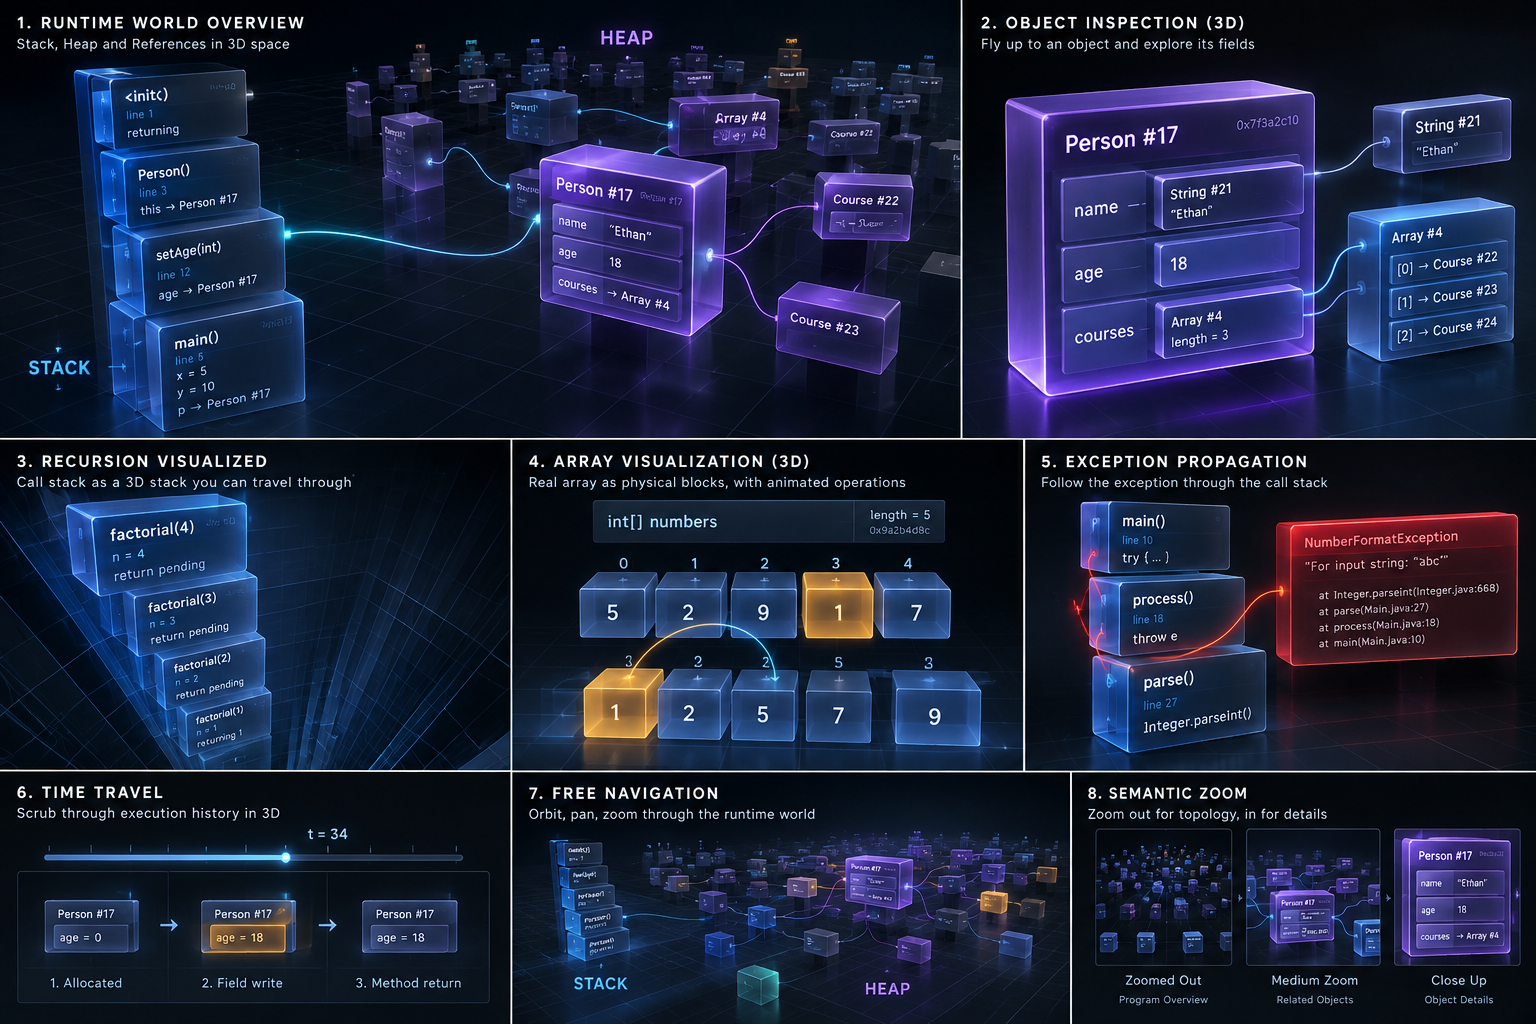 1. RUNTIME WORLD OVERVIEW
Stack, Heap and References in 3D space
HEAP
<init()
line 1
returning
Person()
line 3
this → Person #17
setAge(int)
line 12
age → Person #17
main()
line 5
x = 5
y = 10
p → Person #17
STACK
Array #4
Person #17
name "Ethan"
age 18
courses → Array #4
Course #22
Course #23
2. OBJECT INSPECTION (3D)
Fly up to an object and explore its fields
Person #17
0x7f3a2c10
name
String #21
"Ethan"
age
18
courses
Array #4
length = 3
String #21
"Ethan"
Array #4
[0] → Course #22
[1] → Course #23
[2] → Course #24
3. RECURSION VISUALIZED
Call stack as a 3D stack you can travel through
factorial(4)
n = 4
return pending
factorial(3)
n = 3
return pending
factorial(2)
n = 2
return pending
factorial(1)
n = 1
returning 1
4. ARRAY VISUALIZATION (3D)
Real array as physical blocks, with animated operations
int[] numbers
length = 5
0x9a2b4d8c
0 1 2 3 4
5 2 9 1 7
3 2 2 5 3
1 2 5 7 9
5. EXCEPTION PROPAGATION
Follow the exception through the call stack
main()
line 10
try { ... }
process()
line 18
throw e
parse()
line 27
Integer.parseint()
NumberFormatException
"For input string: "abc""
at Integer.parseint(Integer.java:668)
at parse(Main.java:27)
at process(Main.java:18)
at main(Main.java:10)
6. TIME TRAVEL
Scrub through execution history in 3D
t = 34
Person #17
age = 0
Person #17
age = 18
Person #17
age = 18
1. Allocated
2. Field write
3. Method return
7. FREE NAVIGATION
Orbit, pan, zoom through the runtime world
Person #17
STACK
HEAP
8. SEMANTIC ZOOM
Zoom out for topology, in for details
Person #17
Person #17
name "Ethan"
age 18
courses → Array #4
Zoomed Out
Program Overview
Medium Zoom
Related Objects
Close Up
Object Details